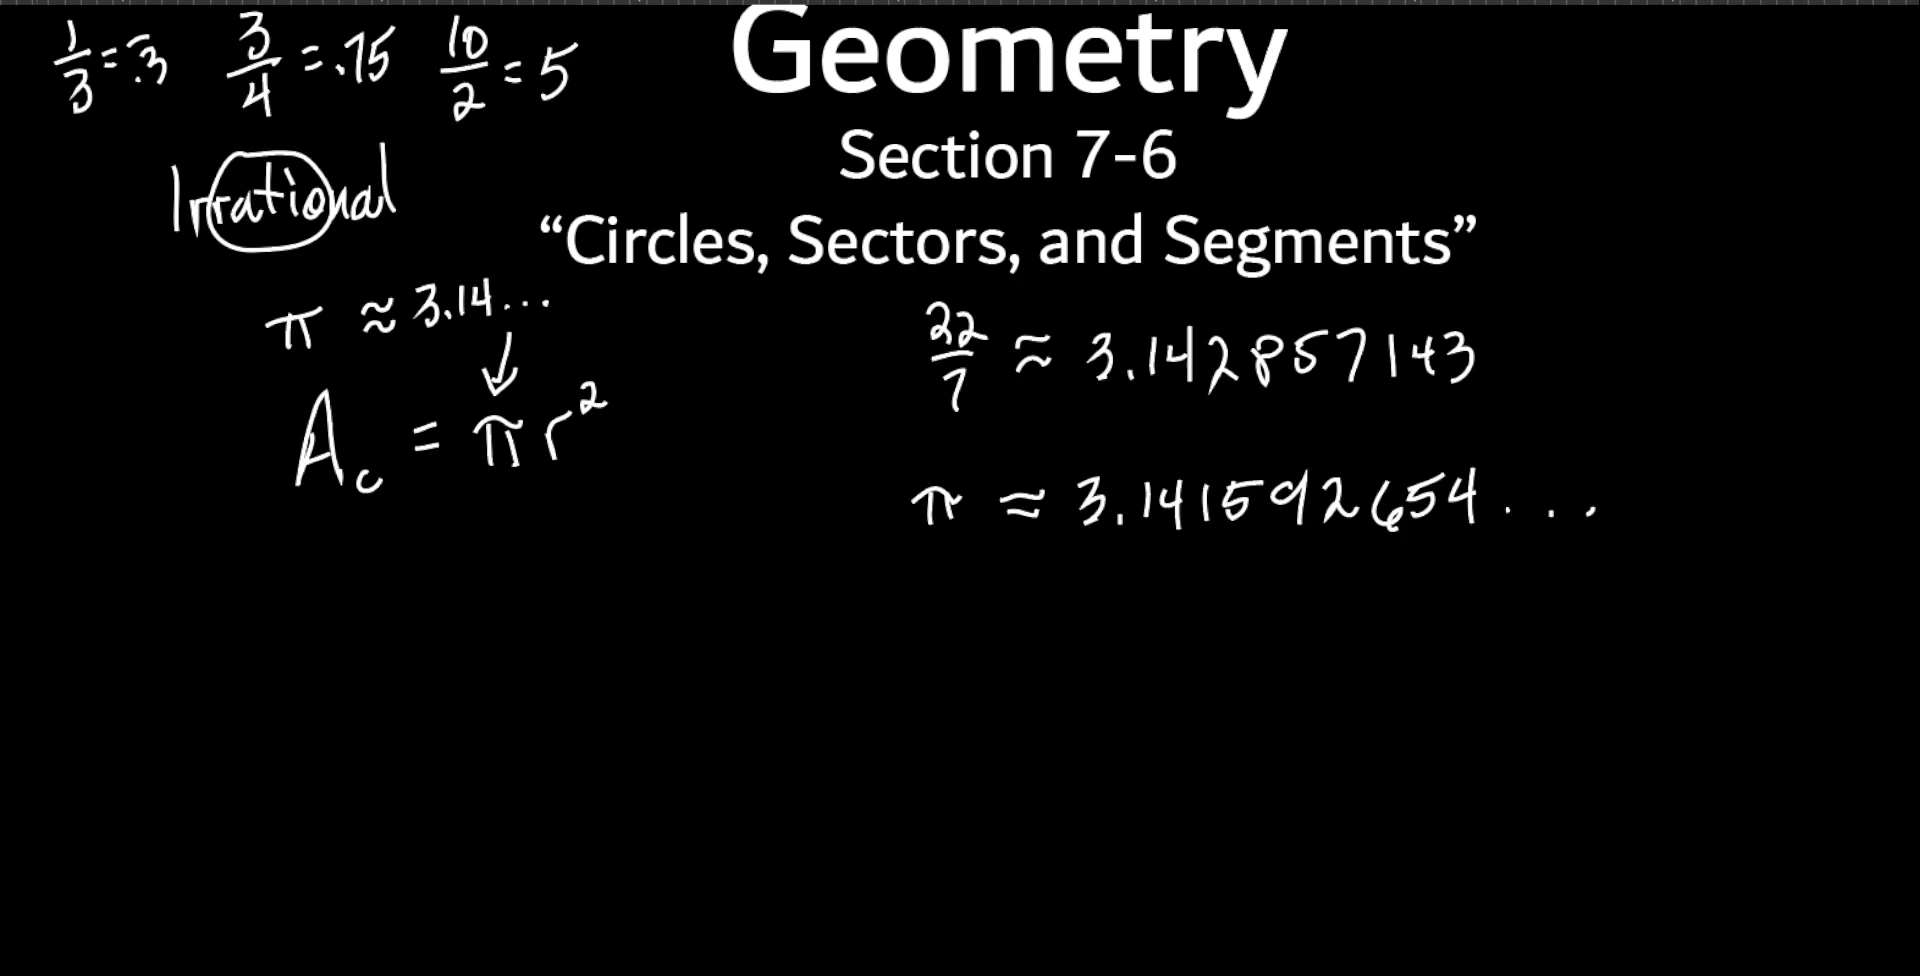 1/3 = .3̅ 3/4 = .75 10/2 = 5
Geometry
Section 7-6
Irrational
“Circles, Sectors, and Segments”
π ≈ 3.14...
22/7 ≈ 3.142857143
A_c = πr²
π ≈ 3.141592654...